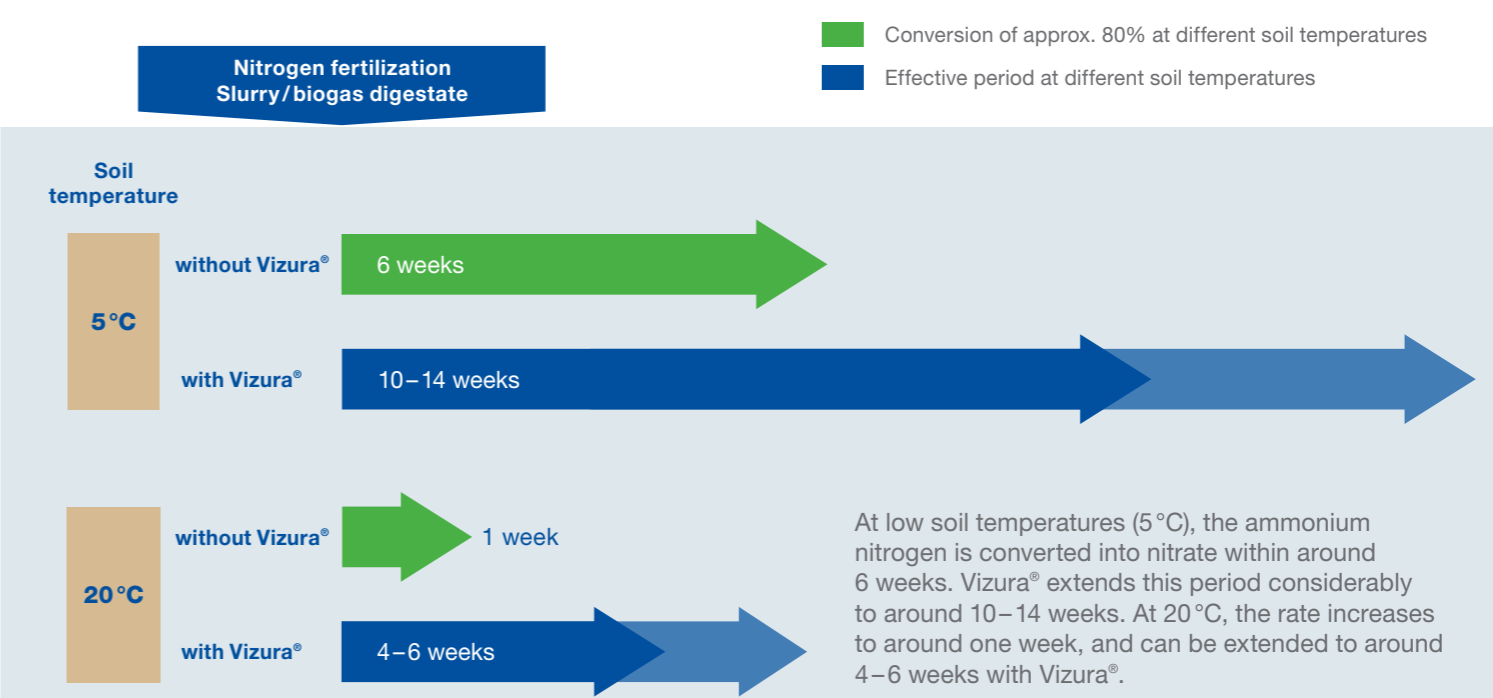 Conversion of approx. 80% at different soil temperatures
Effective period at different soil temperatures
Nitrogen fertilization
Slurry/biogas digestate
Soil
temperature
5 °C
without Vizura®
6 weeks
with Vizura®
10–14 weeks
20 °C
without Vizura®
1 week
with Vizura®
4–6 weeks
At low soil temperatures (5 °C), the ammonium
nitrogen is converted into nitrate within around
6 weeks. Vizura® extends this period considerably
to around 10–14 weeks. At 20 °C, the rate increases
to around one week, and can be extended to around
4–6 weeks with Vizura®.